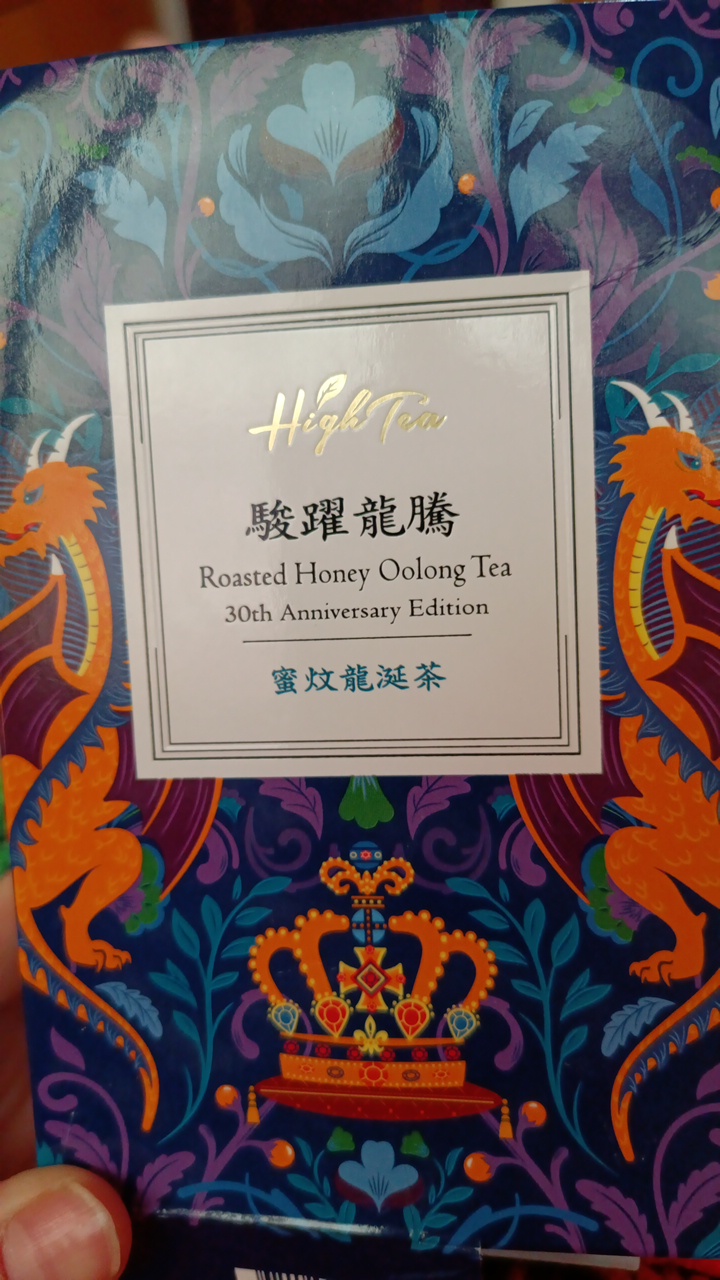 High Tea
駿躍龍騰
Roasted Honey Oolong Tea
30th Anniversary Edition
蜜炆龍涎茶